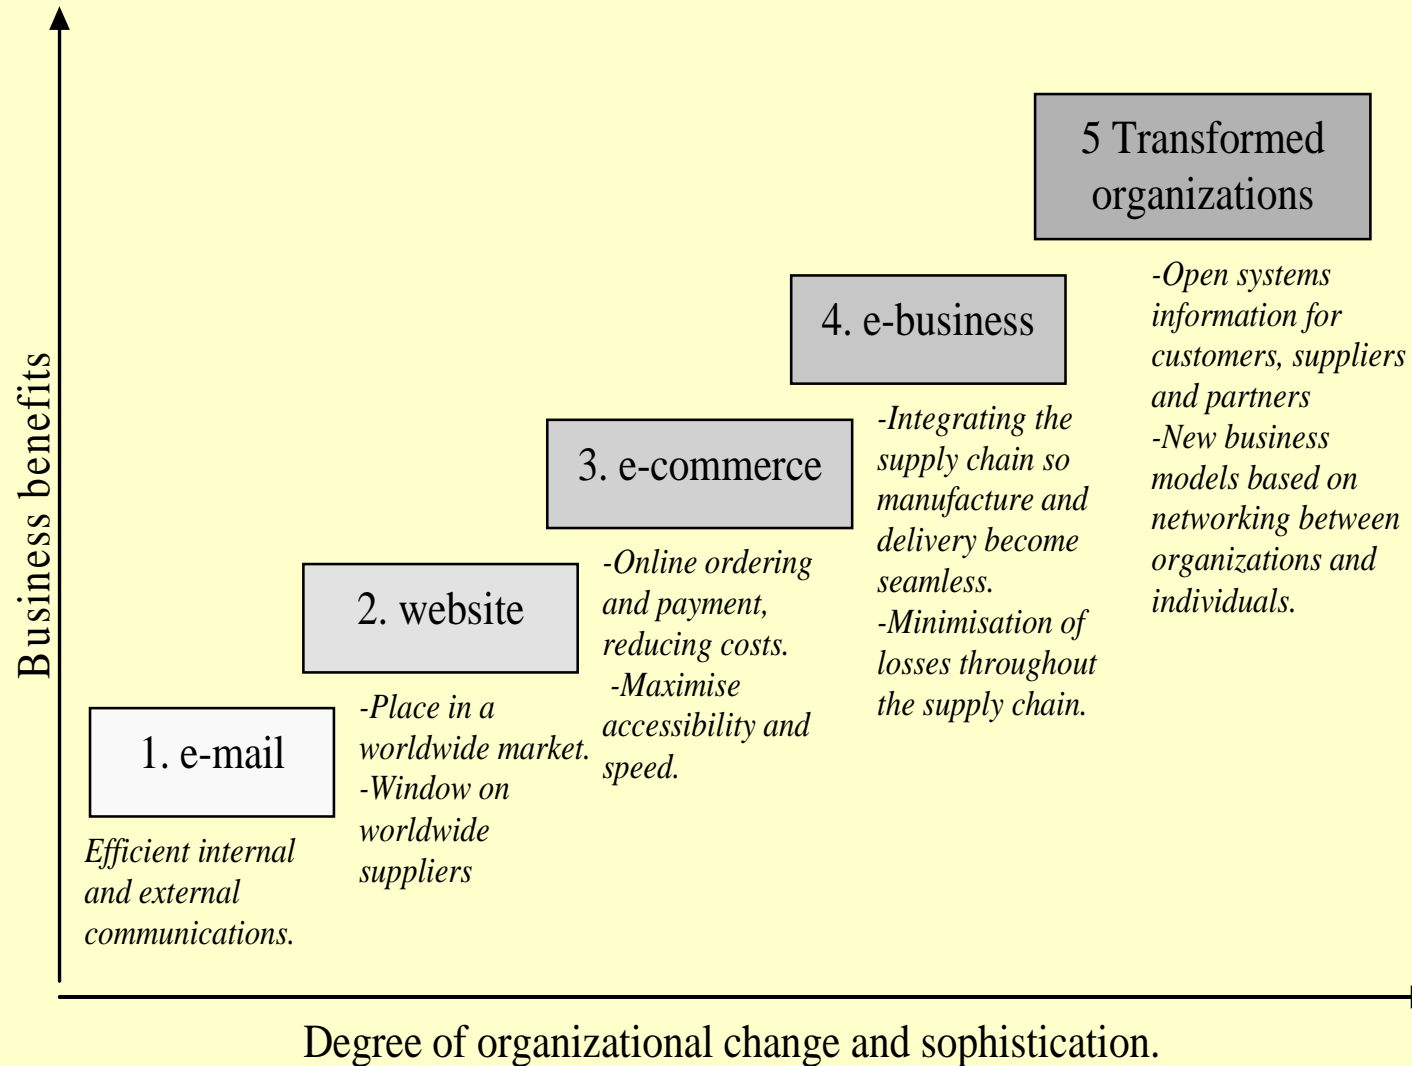 Business benefits
5 Transformed
organizations
-Open systems
information for
customers, suppliers
and partners
-New business
models based on
networking between
organizations and
individuals.
4. e-business
-Integrating the
supply chain so
manufacture and
delivery become
seamless.
-Minimisation of
losses throughout
the supply chain.
3. e-commerce
-Online ordering
and payment,
reducing costs.
-Maximise
accessibility and
speed.
2. website
-Place in a
worldwide market.
-Window on
worldwide
suppliers
1. e-mail
Efficient internal
and external
communications.
Degree of organizational change and sophistication.